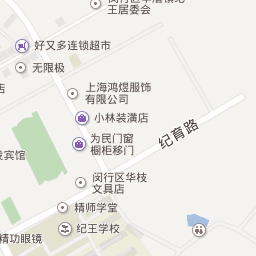 闵行区华漕镇纪
王居委会
好又多连锁超市
无限极
店
上海鸿煜服饰
有限公司
小林装潢店
为民门窗
橱柜移门
纪育路
宾馆
闵行区华枝
文具店
精师学堂
纪王学校
精功眼镜